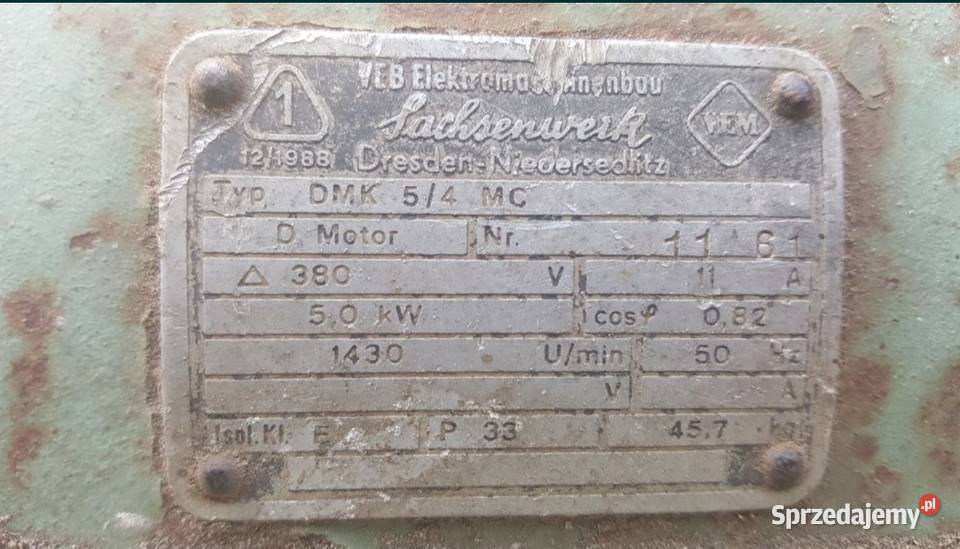 VEB Elektromaschinenbau
1
VEM
Sachsenwerk
12/1988 Dresden-Niedersedlitz
Typ DMK 5/4 MC
D Motor Nr. 11 61
△ 380 V 11 A
5,0 kW cos φ 0,82
1430 U/min 50 Hz
V A
Isol.Kl. E P 33 45,7 kg
Sprzedajemy.pl